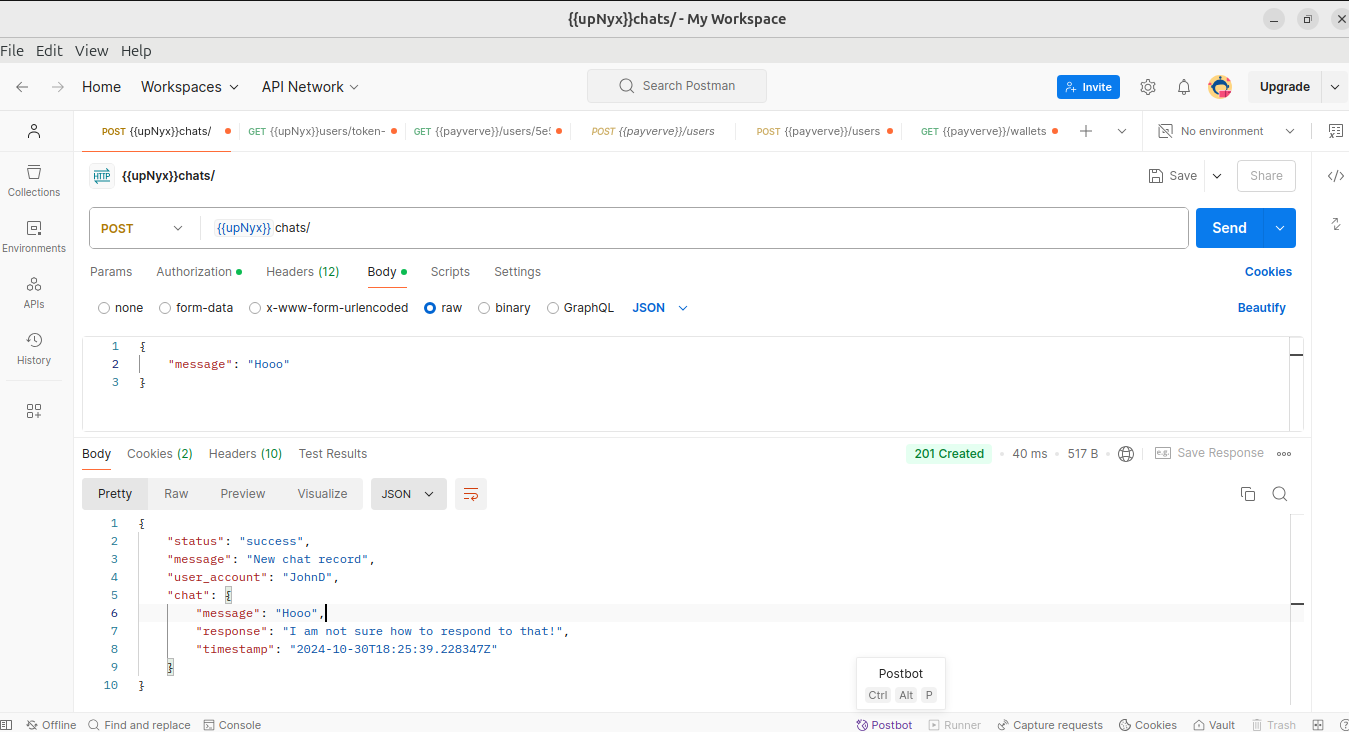 {{upNyx}}chats/ - My Workspace
File Edit View Help
Home Workspaces API Network Search Postman Invite Upgrade
POST {{upNyx}}chats/ GET {{upNyx}}users/token- GET {{payverve}}/users/5e5 POST {{payverve}}/users POST {{payverve}}/users GET {{payverve}}/wallets No environment
HTTP {{upNyx}}chats/ Save Share
Collections
POST {{upNyx}} chats/ Send
Environments
Params Authorization Headers (12) Body Scripts Settings Cookies
APIs
none form-data x-www-form-urlencoded raw binary GraphQL JSON Beautify
History
1 {
2 "message": "Hooo"
3 }
Body Cookies (2) Headers (10) Test Results 201 Created 40 ms 517 B e.g. Save Response
Pretty Raw Preview Visualize JSON
1 {
2 "status": "success",
3 "message": "New chat record",
4 "user_account": "JohnD",
5 "chat": {
6 "message": "Hooo",
7 "response": "I am not sure how to respond to that!",
8 "timestamp": "2024-10-30T18:25:39.228347Z"
9 }
10 }
Postbot
Ctrl Alt P
Offline Find and replace Console Postbot Runner Capture requests Cookies Vault Trash